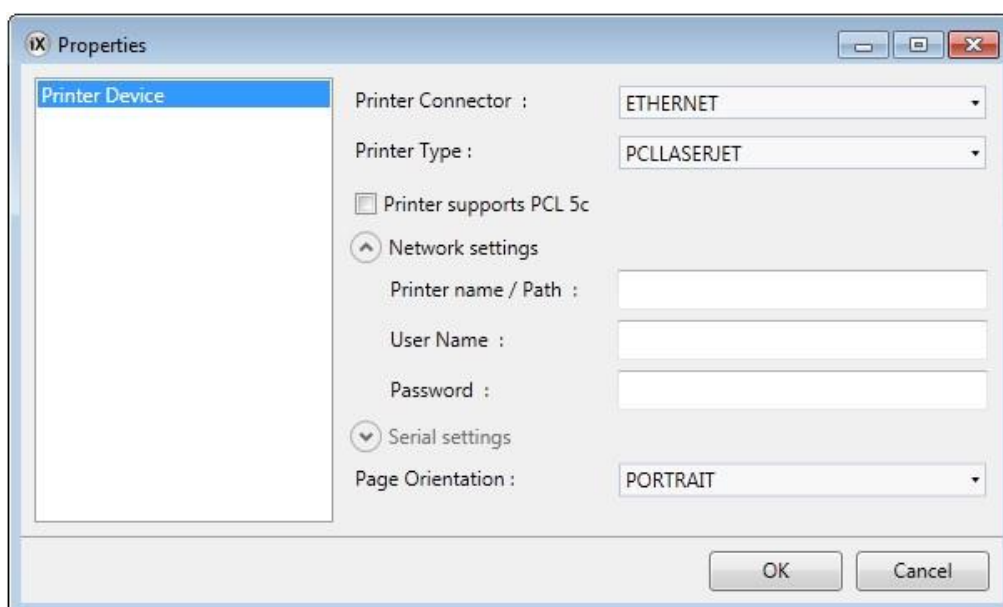 iX Properties
Printer Device
Printer Connector :
ETHERNET
Printer Type :
PCLLASERJET
Printer supports PCL 5c
Network settings
Printer name / Path :
User Name :
Password :
Serial settings
Page Orientation :
PORTRAIT
OK
Cancel